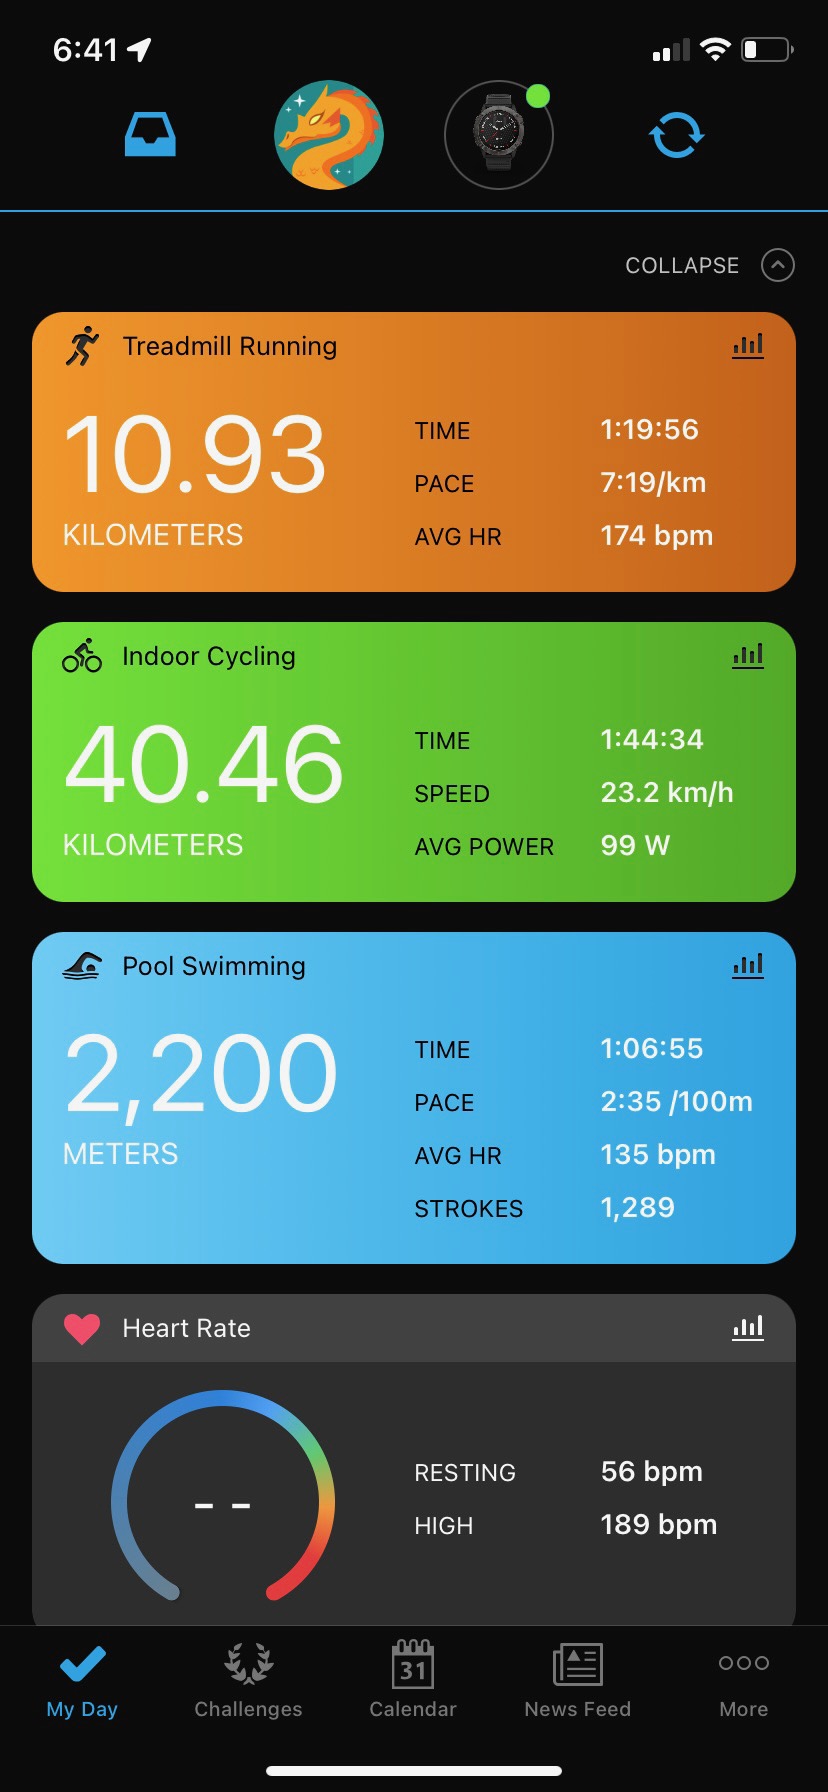 6:41
COLLAPSE
Treadmill Running
10.93
KILOMETERS
TIME 1:19:56
PACE 7:19/km
AVG HR 174 bpm
Indoor Cycling
40.46
KILOMETERS
TIME 1:44:34
SPEED 23.2 km/h
AVG POWER 99 W
Pool Swimming
2,200
METERS
TIME 1:06:55
PACE 2:35 /100m
AVG HR 135 bpm
STROKES 1,289
Heart Rate
--
RESTING 56 bpm
HIGH 189 bpm
31
My Day Challenges Calendar News Feed More